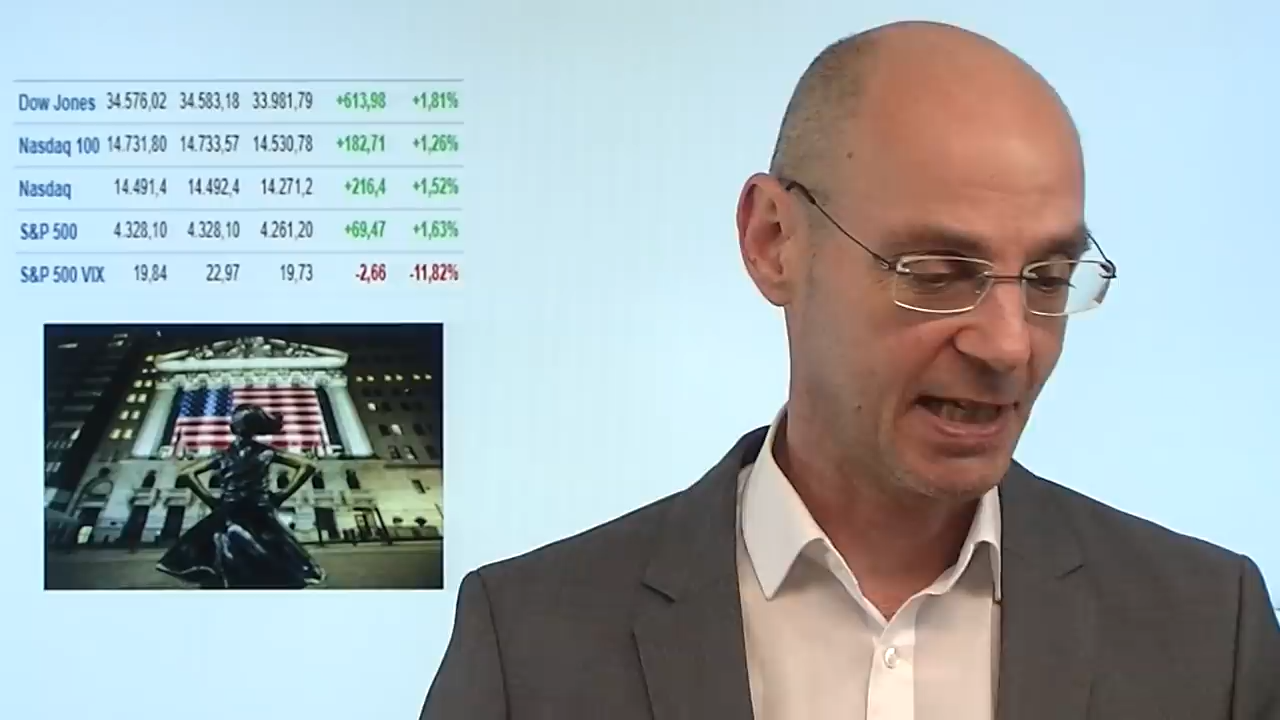 Dow Jones 34.576,02 34.583,18 33.981,79 +613,98 +1,81%
Nasdaq 100 14.731,80 14.733,57 14.530,78 +182,71 +1,26%
Nasdaq 14.491,4 14.492,4 14.271,2 +216,4 +1,52%
S&P 500 4.328,10 4.328,10 4.261,20 +69,47 +1,63%
S&P 500 VIX 19,84 22,97 19,73 -2,66 -11,82%